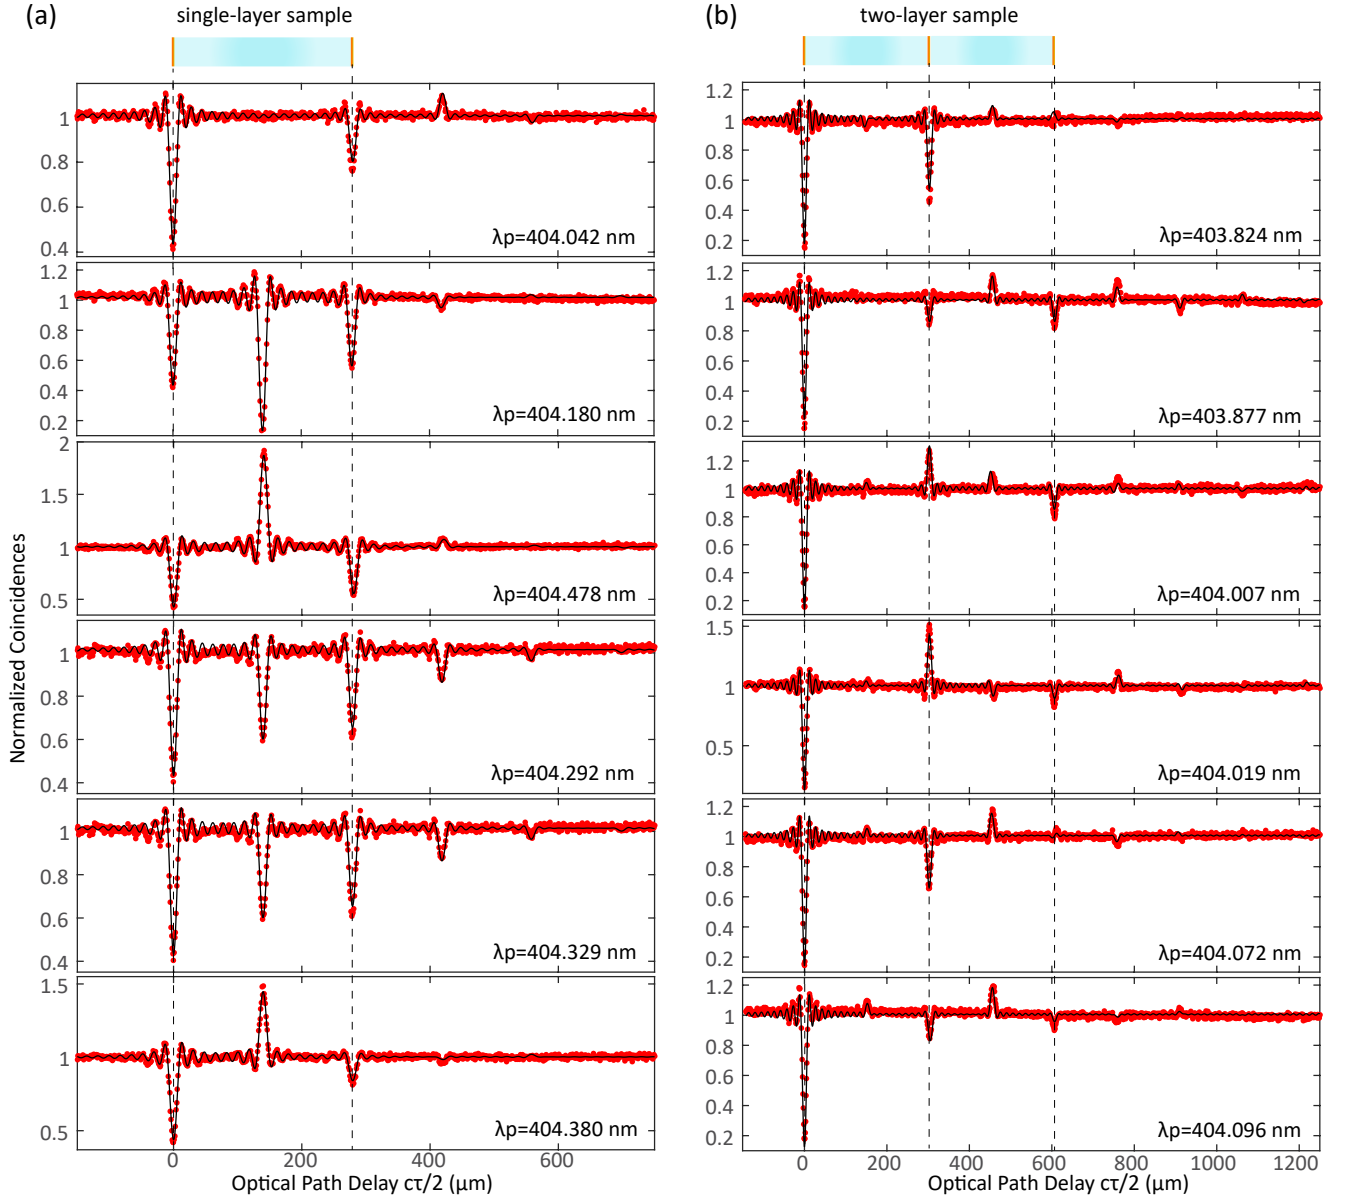 (a)
single-layer sample
Normalized Coincidences
1
0.8
0.6
0.4
λp=404.042 nm
1.2
1
0.8
0.6
0.4
0.2
λp=404.180 nm
2
1.5
1
0.5
λp=404.478 nm
1
0.8
0.6
0.4
λp=404.292 nm
1
0.8
0.6
0.4
λp=404.329 nm
1.5
1
0.5
λp=404.380 nm
0 200 400 600
Optical Path Delay cτ/2 (μm)
(b)
two-layer sample
1.2
1
0.8
0.6
0.4
0.2
λp=403.824 nm
1.2
1
0.8
0.6
0.4
0.2
λp=403.877 nm
1.2
1
0.8
0.6
0.4
0.2
λp=404.007 nm
1.5
1
0.5
λp=404.019 nm
1.2
1
0.8
0.6
0.4
0.2
λp=404.072 nm
1.2
1
0.8
0.6
0.4
0.2
λp=404.096 nm
0 200 400 600 800 1000 1200
Optical Path Delay cτ/2 (μm)